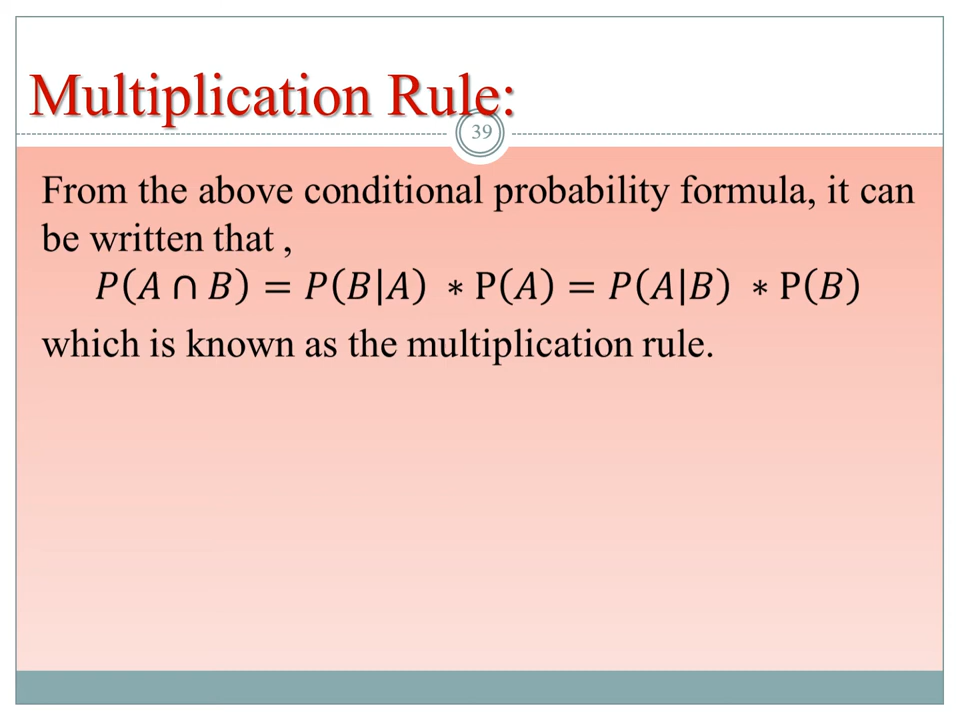 Multiplication Rule:
39
From the above conditional probability formula, it can
be written that ,
P(A ∩ B) = P(B|A) ∗ P(A) = P(A|B) ∗ P(B)
which is known as the multiplication rule.